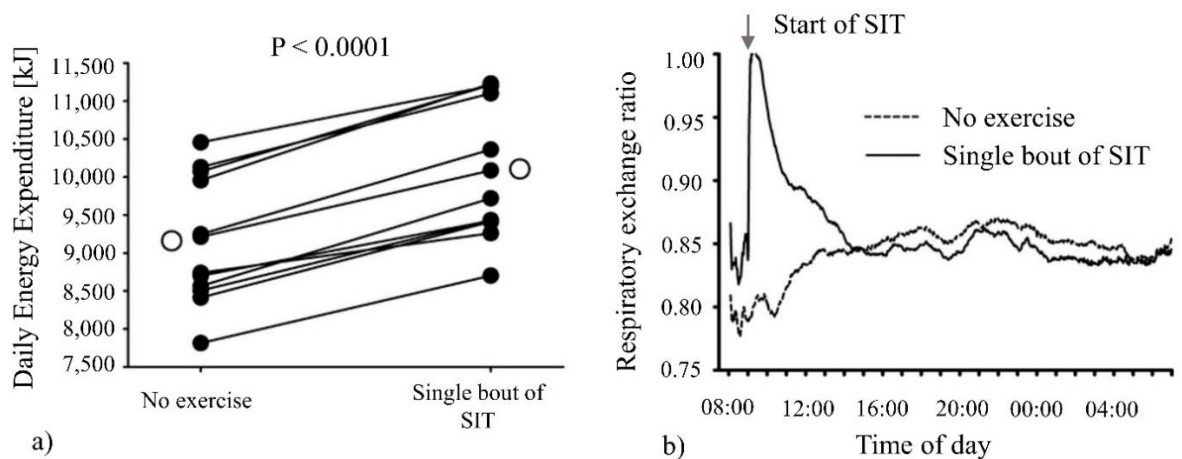 P < 0.0001
Daily Energy Expenditure [kJ]
11,500
11,000
10,500
10,000
9,500
9,000
8,500
8,000
7,500
No exercise
Single bout of
SIT
a)
Start of SIT
Respiratory exchange ratio
1.00
0.95
0.90
0.85
0.80
0.75
No exercise
Single bout of SIT
08:00 12:00 16:00 20:00 00:00 04:00
Time of day
b)